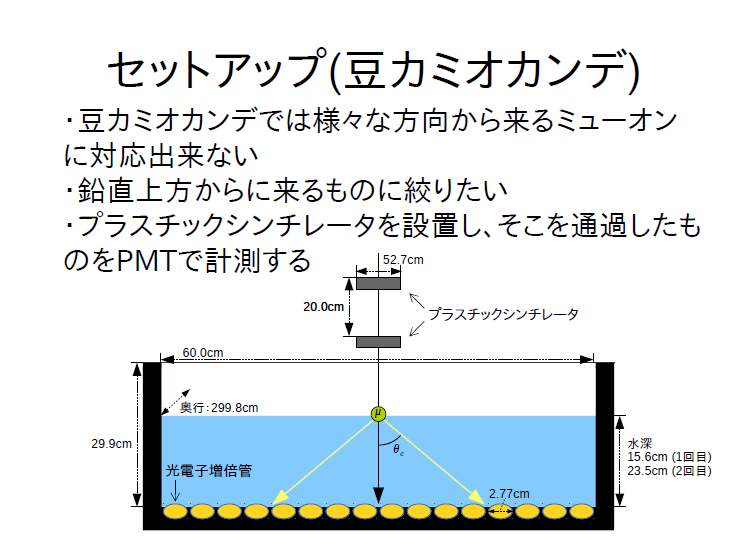 セットアップ(豆カミオカンデ)
・豆カミオカンデでは様々な方向から来るミューオン
に対応出来ない
・鉛直上方からに来るものに絞りたい
・プラスチックシンチレータを設置し、そこを通過したも
のをPMTで計測する
52.7cm
20.0cm
プラスチックシンチレータ
60.0cm
奥行：299.8cm
μ
29.9cm
θc
水深
15.6cm (1回目)
23.5cm (2回目)
光電子増倍管
2.77cm